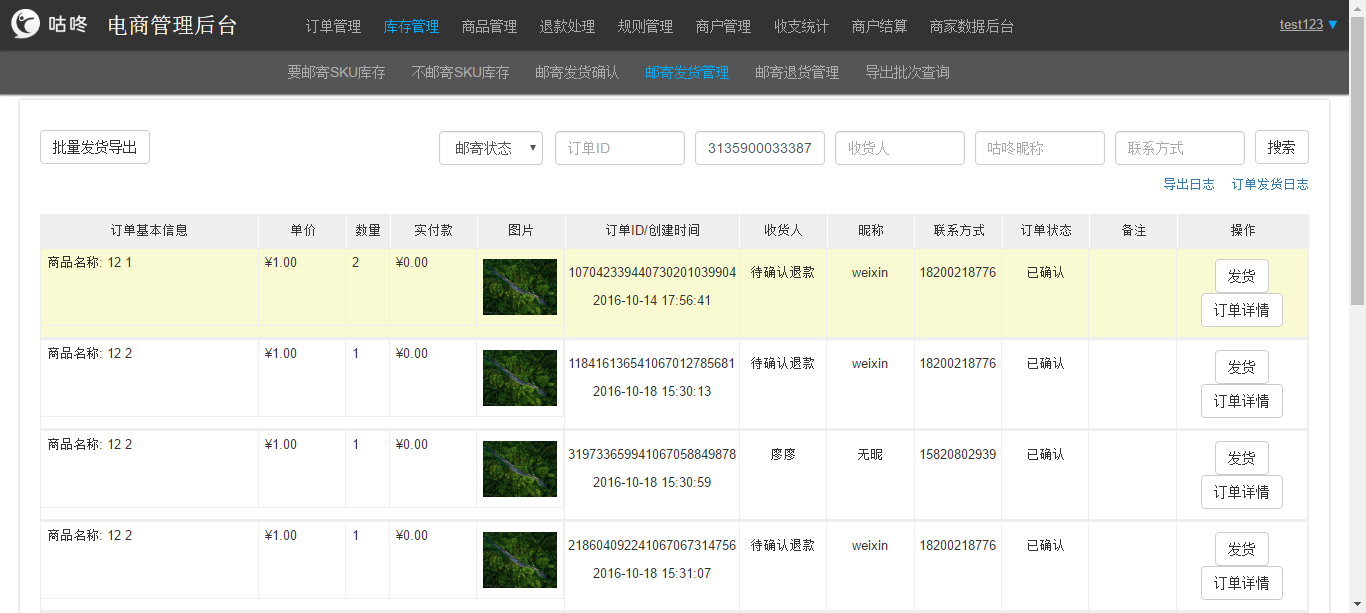 咕咚 电商管理后台 订单管理 库存管理 商品管理 退款处理 规则管理 商户管理 收支统计 商户结算 商家数据后台 test123 ▼
要邮寄SKU库存 不邮寄SKU库存 邮寄发货确认 邮寄发货管理 邮寄退货管理 导出批次查询
批量发货导出 邮寄状态 ▼ 订单ID 3135900033387 收货人 咕咚昵称 联系方式 搜索
导出日志 订单发货日志
订单基本信息 单价 数量 实付款 图片 订单ID/创建时间 收货人 昵称 联系方式 订单状态 备注 操作
商品名称: 12 1 ¥1.00 2 ¥0.00 107042339440730201039904 待确认退款 weixin 18200218776 已确认 发货
2016-10-14 17:56:41 订单详情
商品名称: 12 2 ¥1.00 1 ¥0.00 118416136541067012785681 待确认退款 weixin 18200218776 已确认 发货
2016-10-18 15:30:13 订单详情
商品名称: 12 2 ¥1.00 1 ¥0.00 319733659941067058849878 廖廖 无昵 15820802939 已确认 发货
2016-10-18 15:30:59 订单详情
商品名称: 12 2 ¥1.00 1 ¥0.00 218604092241067067314756 待确认退款 weixin 18200218776 已确认 发货
2016-10-18 15:31:07 订单详情